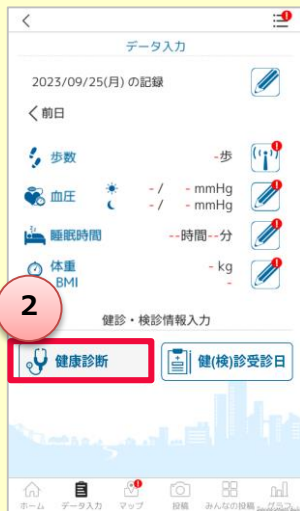 データ入力
2023/09/25(月) の記録
前日
歩数 -歩
血圧 - / - mmHg
- / - mmHg
睡眠時間 --時間--分
体重 - kg
BMI -
2
健診・検診情報入力
健康診断 健(検)診受診日
ホーム データ入力 マップ 投稿 みんなの投稿 グラフ